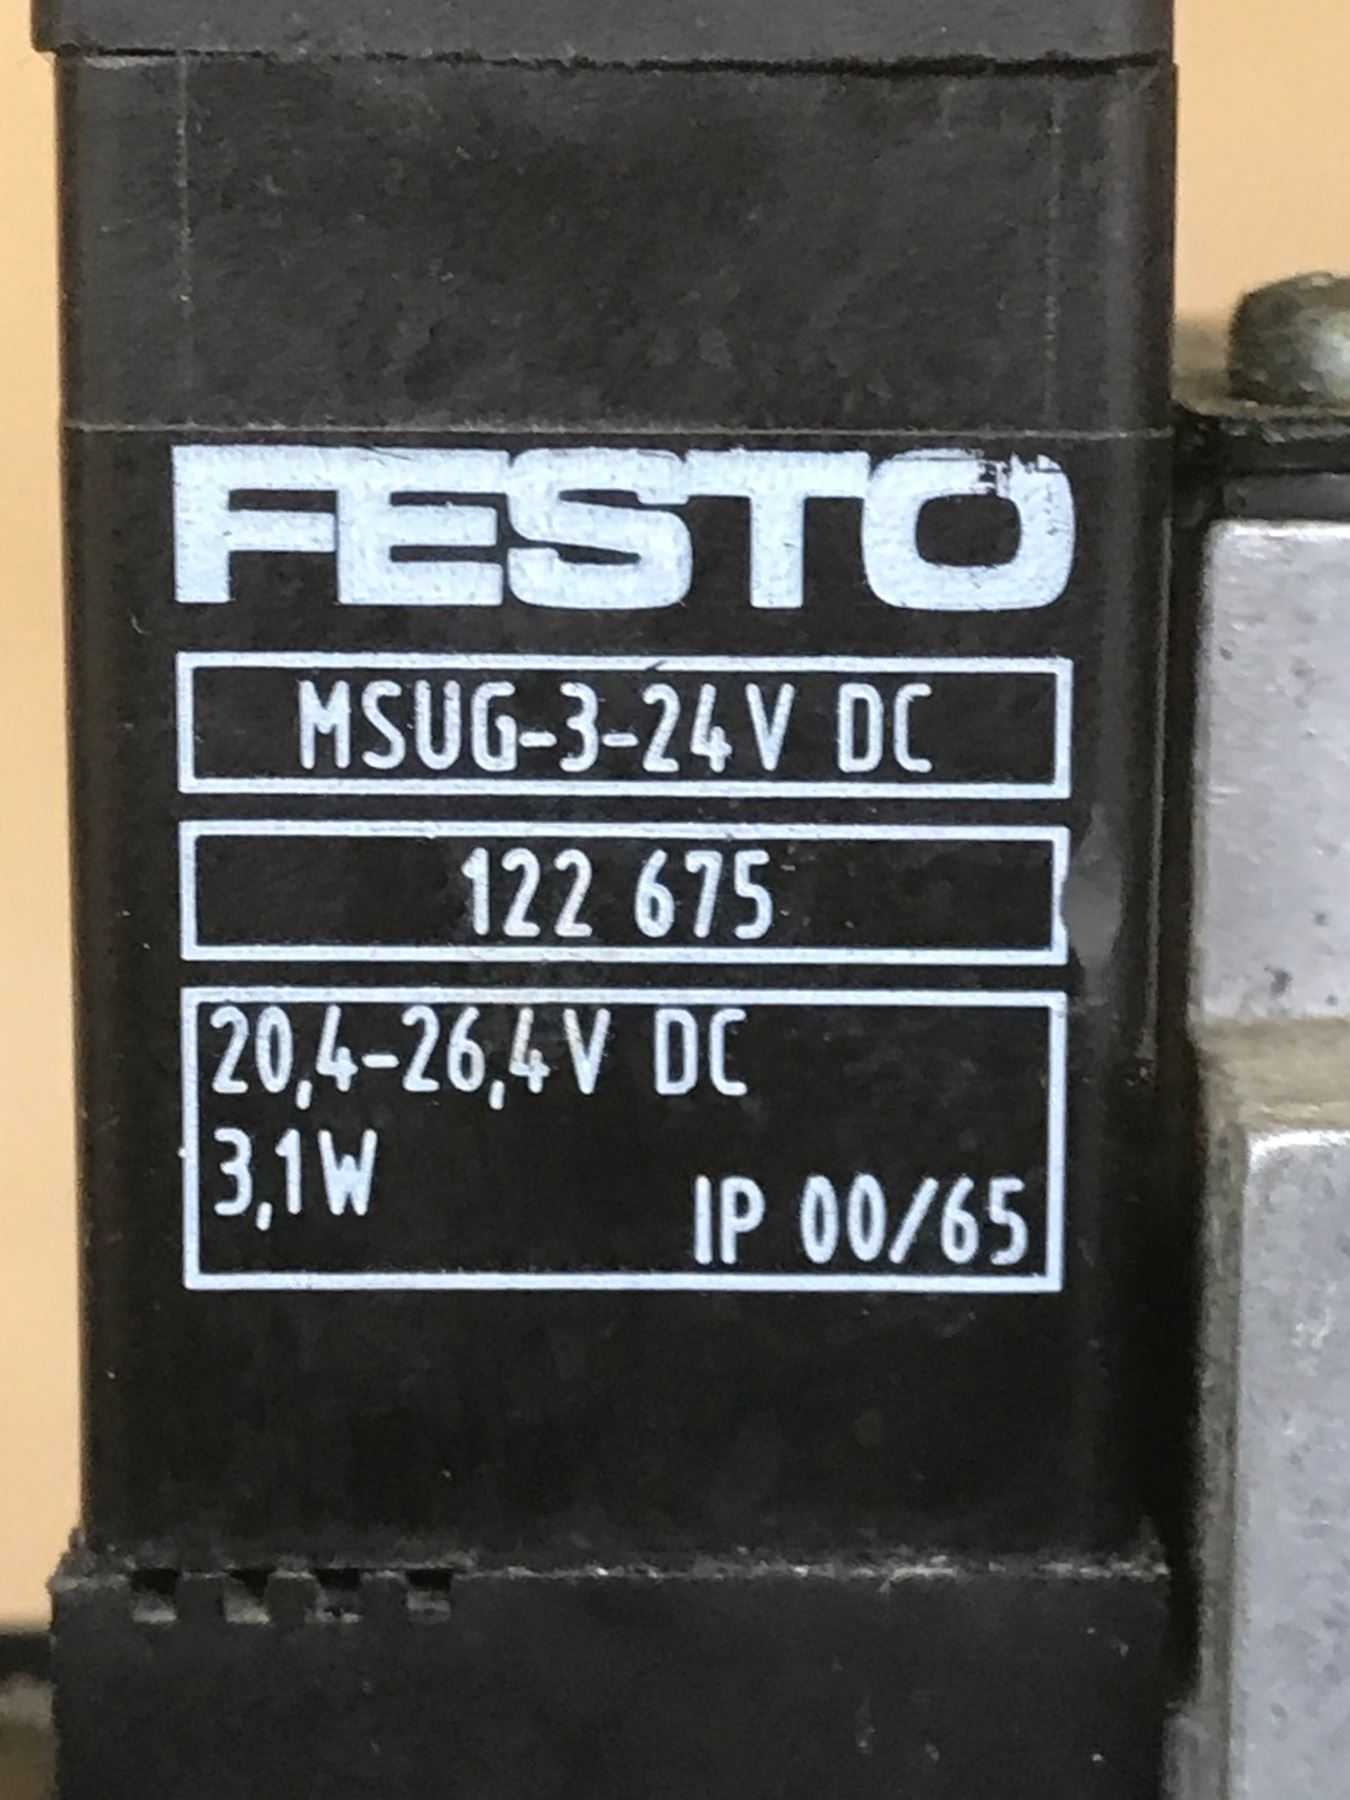 FESTO
MSUG-3-24V DC
122 675
20,4-26,4V DC
3,1W
IP 00/65